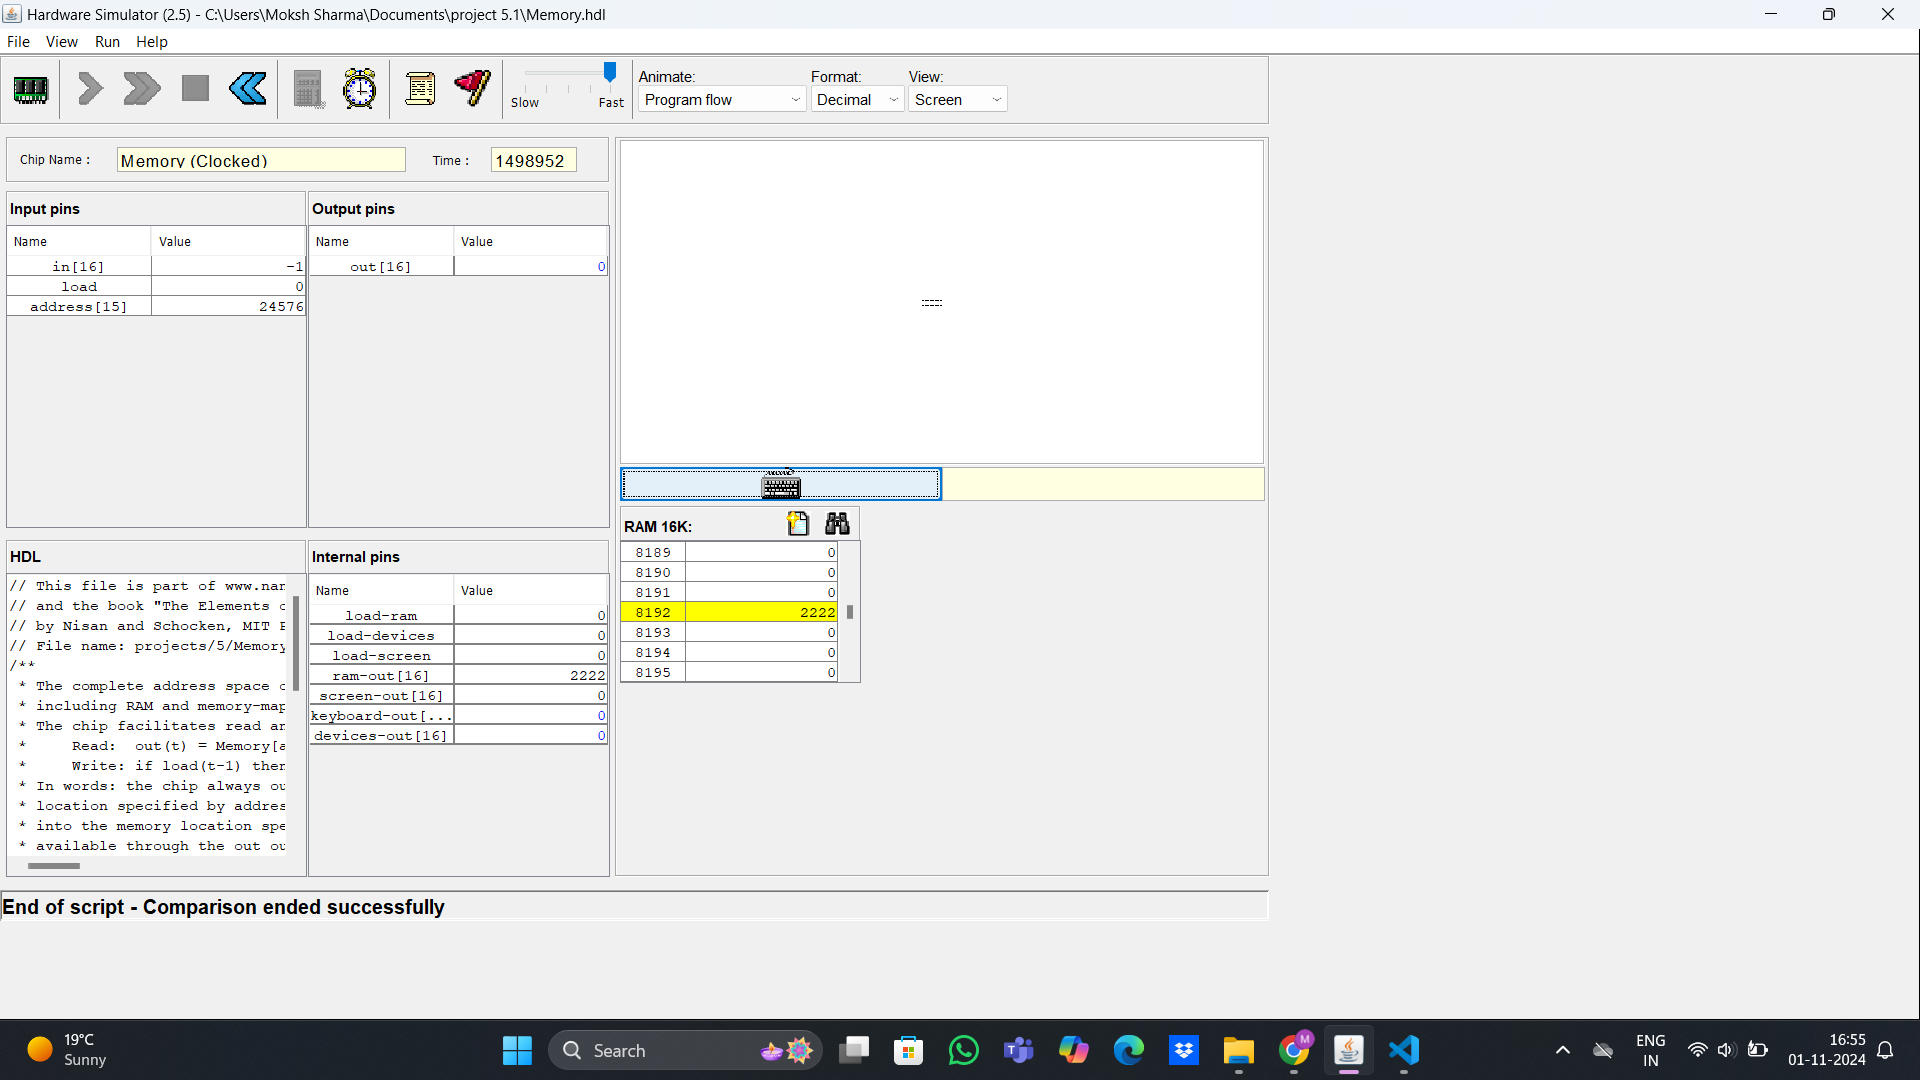 Hardware Simulator (2.5) - C:\Users\Moksh Sharma\Documents\project 5.1\Memory.hdl
File View Run Help
Slow Fast
Animate: Format: View:
Program flow Decimal Screen
Chip Name : Memory (Clocked) Time : 1498952
Input pins
Name Value
in[16] -1
load 0
address[15] 24576
Output pins
Name Value
out[16] 0
HDL
// This file is part of www.nan
// and the book "The Elements o
// by Nisan and Schocken, MIT P
// File name: projects/5/Memory
/**
* The complete address space o
* including RAM and memory-map
* The chip facilitates read an
* Read: out(t) = Memory[a
* Write: if load(t-1) then
* In words: the chip always ou
* location specified by addres
* into the memory location spe
* available through the out ou
Internal pins
Name Value
load-ram 0
load-devices 0
load-screen 0
ram-out[16] 2222
screen-out[16] 0
keyboard-out[... 0
devices-out[16] 0
RAM 16K:
8189 0
8190 0
8191 0
8192 2222
8193 0
8194 0
8195 0
End of script - Comparison ended successfully
19°C
Sunny
Search
M
ENG
IN
16:55
01-11-2024